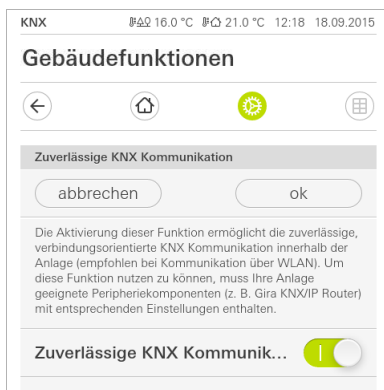 KNX 16.0 °C 21.0 °C 12:18 18.09.2015
Gebäudefunktionen
Zuverlässige KNX Kommunikation
abbrechen ok
Die Aktivierung dieser Funktion ermöglicht die zuverlässige,
verbindungsorientierte KNX Kommunikation innerhalb der
Anlage (empfohlen bei Kommunikation über WLAN). Um
diese Funktion nutzen zu können, muss Ihre Anlage
geeignete Peripheriekomponenten (z. B. Gira KNX/IP Router)
mit entsprechenden Einstellungen enthalten.
Zuverlässige KNX Kommunik...